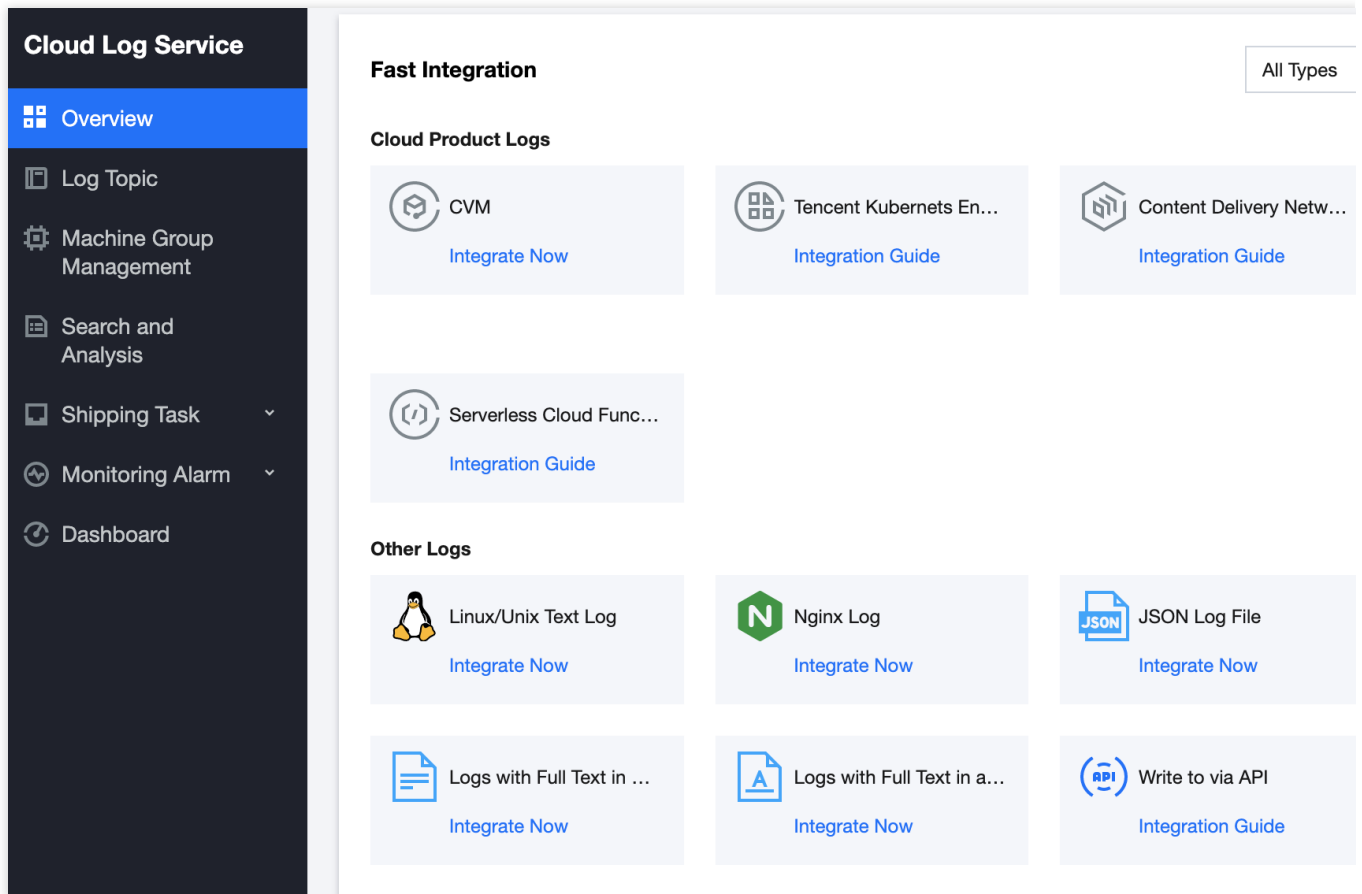 Cloud Log Service
Overview
Log Topic
Machine Group
Management
Search and
Analysis
Shipping Task
Monitoring Alarm
Dashboard
Fast Integration
All Types
Cloud Product Logs
CVM
Integrate Now
Tencent Kubernetes En...
Integration Guide
Content Delivery Netw...
Integration Guide
Serverless Cloud Func...
Integration Guide
Other Logs
Linux/Unix Text Log
Integrate Now
N
Nginx Log
Integrate Now
JSON
JSON Log File
Integrate Now
Logs with Full Text in ...
Integrate Now
A
Logs with Full Text in a...
Integrate Now
API
Write to via API
Integration Guide